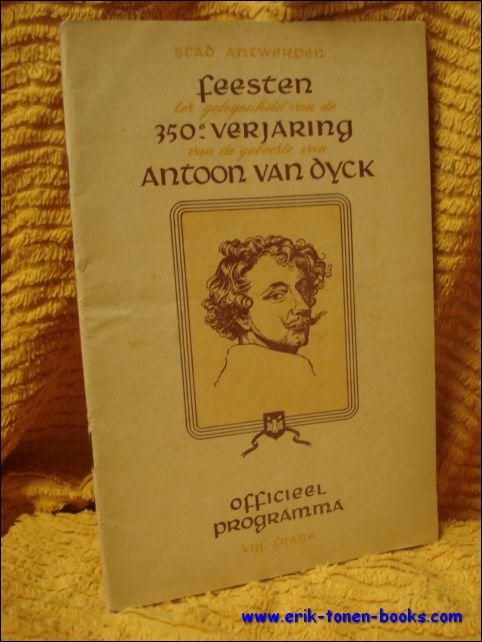 STAD ANTWERPEN
feesten
ter gelegenheid van de
350e VERJARING
van de geboorte van
ANTOON VAN DYCK
OFFICIEEL
PROGRAMMA
VIJF FRANK
www.erik-tonen-books.com